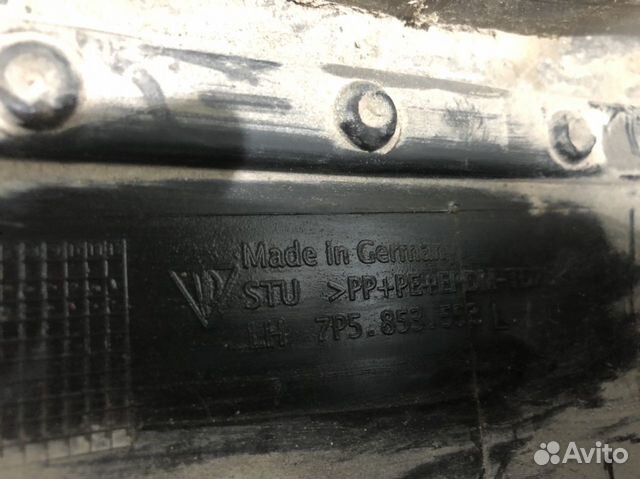 Made in German
STU >PP+PE+E
LH 7P5.853. L
Avito